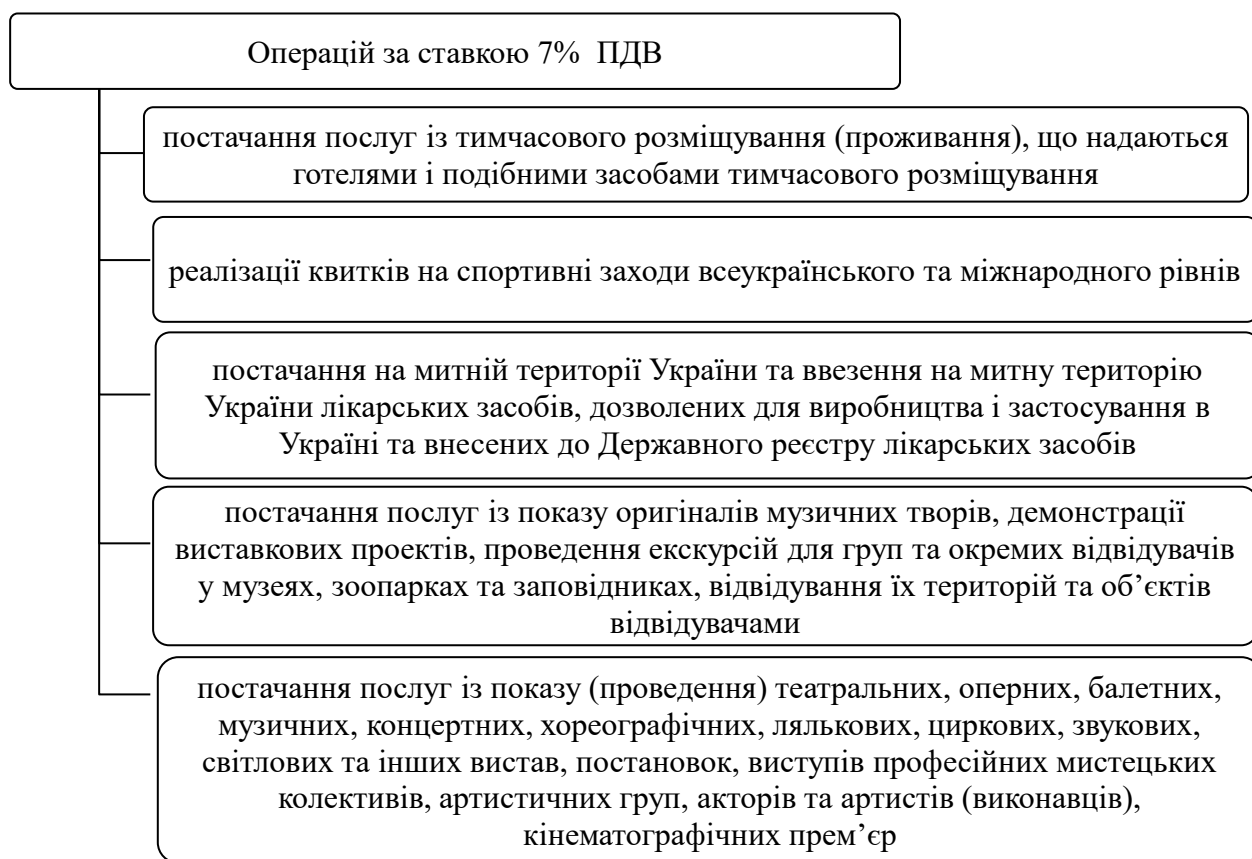 Операцій за ставкою 7% ПДВ
постачання послуг із тимчасового розміщування (проживання), що надаються
готелями і подібними засобами тимчасового розміщування
реалізації квитків на спортивні заходи всеукраїнського та міжнародного рівнів
постачання на митній території України та ввезення на митну територію
України лікарських засобів, дозволених для виробництва і застосування в
Україні та внесених до Державного реєстру лікарських засобів
постачання послуг із показу оригіналів музичних творів, демонстрації
виставкових проектів, проведення екскурсій для груп та окремих відвідувачів
у музеях, зоопарках та заповідниках, відвідування їх територій та об’єктів
відвідувачами
постачання послуг із показу (проведення) театральних, оперних, балетних,
музичних, концертних, хореографічних, лялькових, циркових, звукових,
світлових та інших вистав, постановок, виступів професійних мистецьких
колективів, артистичних груп, акторів та артистів (виконавців),
кінематографічних прем’єр